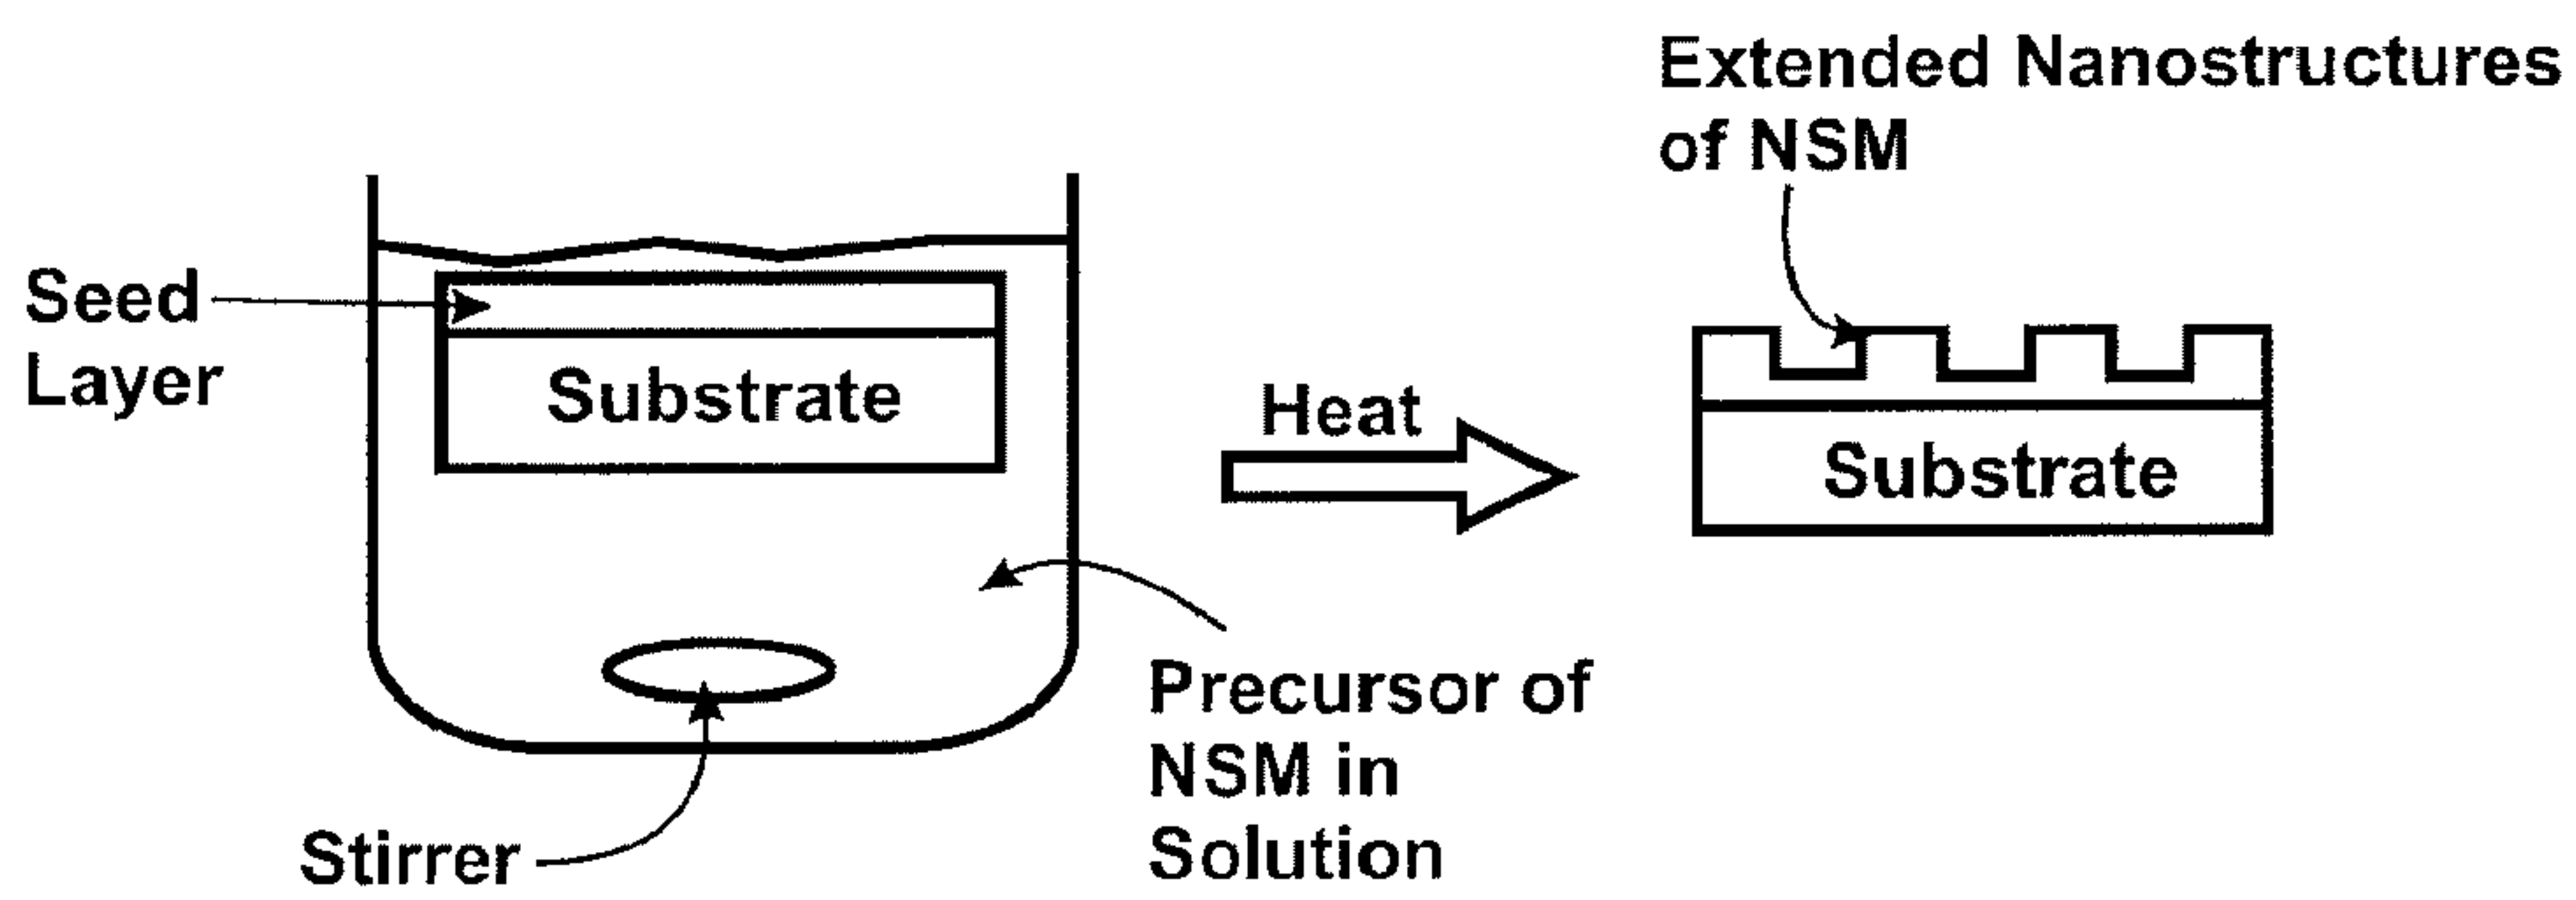 Extended Nanostructures
of NSM
Seed
Layer
Substrate
Heat
Substrate
Precursor of
NSM in
Solution
Stirrer